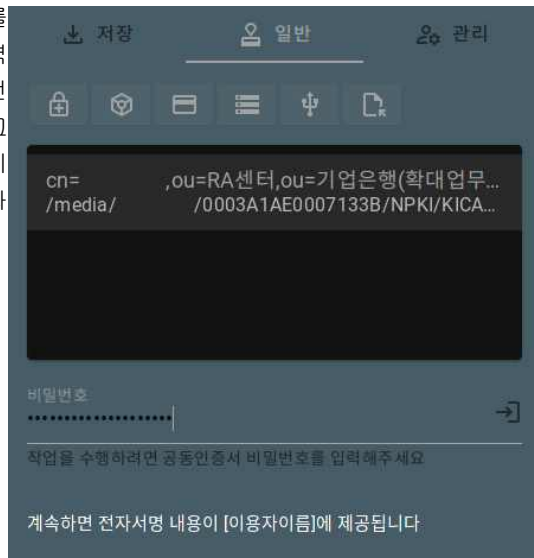 저장
일반
관리
cn= ,ou=RA센터,ou=기업은행(확대업무...
/media/ /0003A1AE0007133B/NPKI/KICA...
비밀번호
••••••••••••••••••••
작업을 수행하려면 공동인증서 비밀번호를 입력해주세요
계속하면 전자서명 내용이 [이용자이름]에 제공됩니다